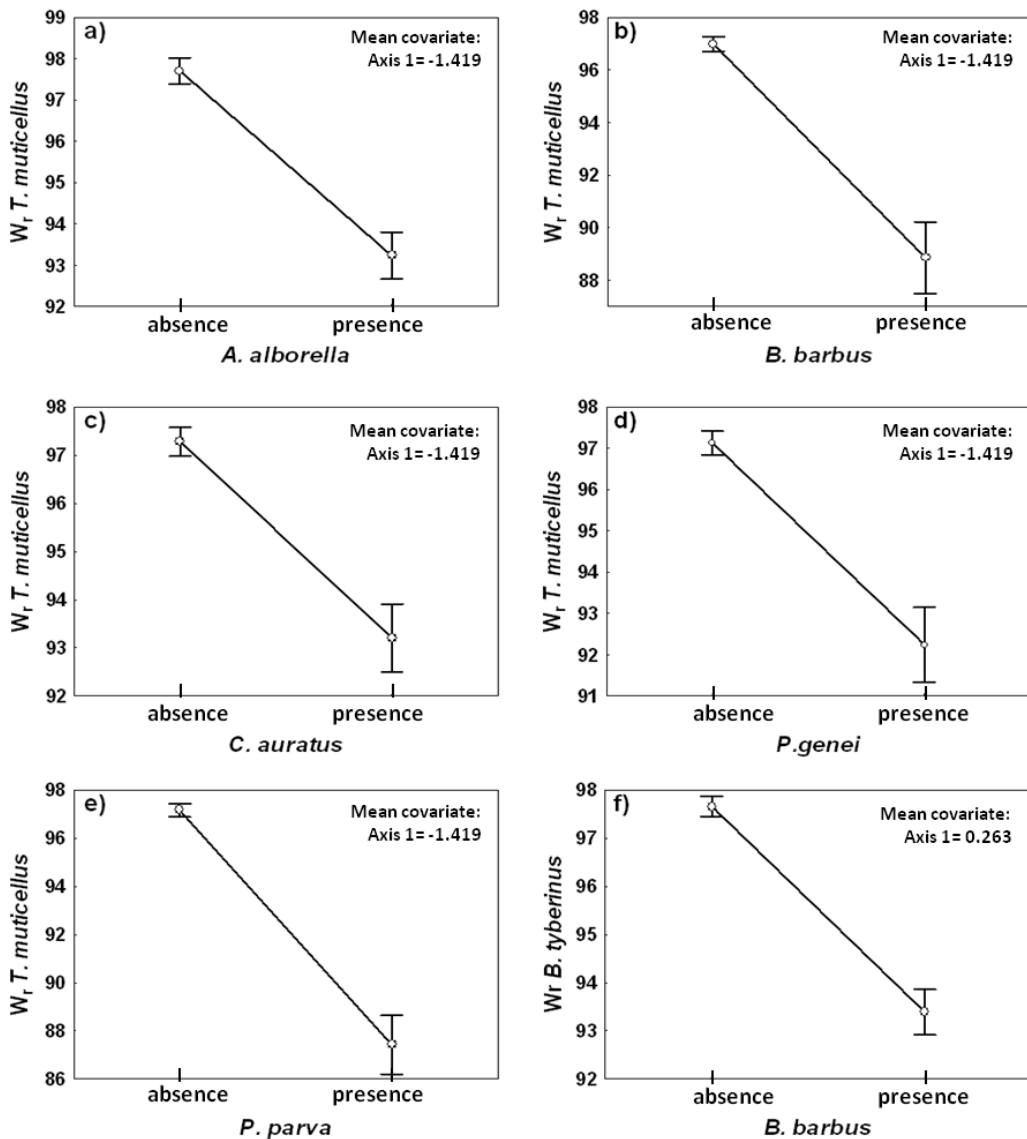 a)
Mean covariate:
Axis 1= -1.419
99
98
97
96
95
94
93
92
Wr T. muticellus
absence presence
A. alborella
b)
Mean covariate:
Axis 1= -1.419
98
96
94
92
90
88
Wr T. muticellus
absence presence
B. barbus
c)
Mean covariate:
Axis 1= -1.419
98
97
96
95
94
93
92
Wr T. muticellus
absence presence
C. auratus
d)
Mean covariate:
Axis 1= -1.419
98
97
96
95
94
93
92
91
Wr T. muticellus
absence presence
P.genei
e)
Mean covariate:
Axis 1= -1.419
98
96
94
92
90
88
86
Wr T. muticellus
absence presence
P. parva
f)
Mean covariate:
Axis 1= 0.263
98
97
96
95
94
93
92
Wr B. tyberinus
absence presence
B. barbus